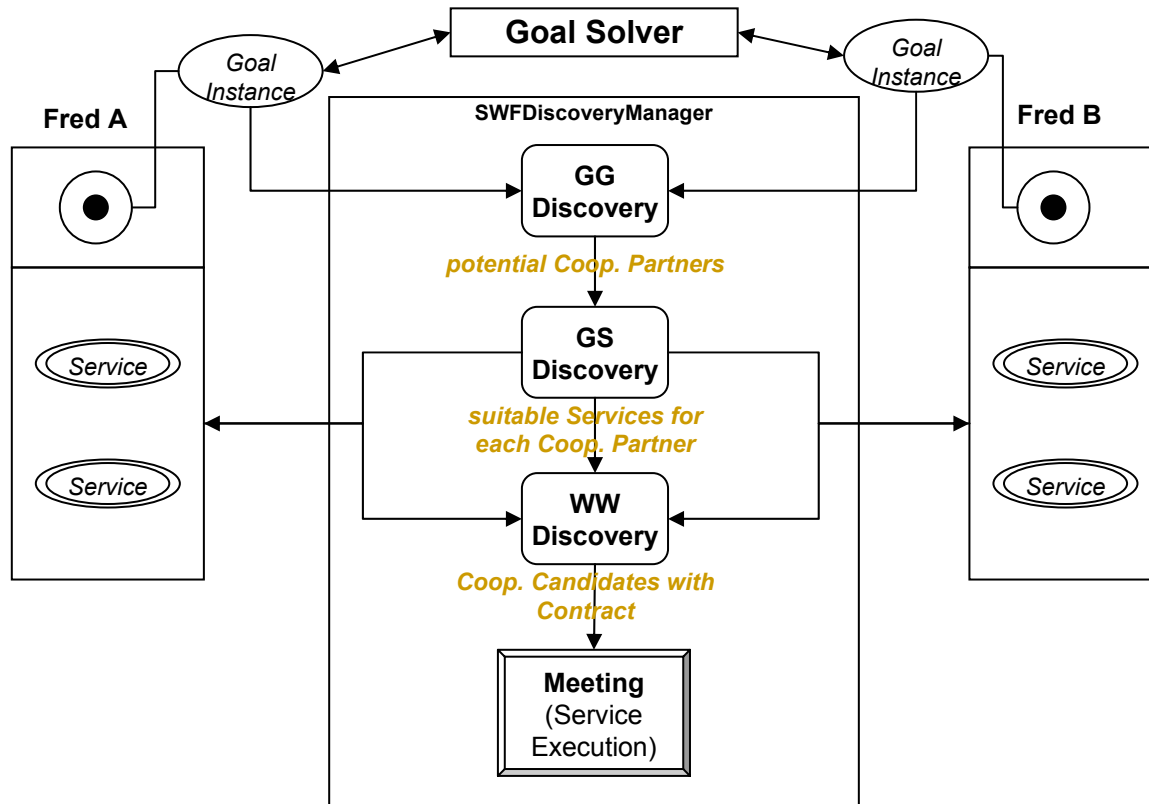 Goal Solver
Goal
Instance
Goal
Instance
Fred A
SWFDiscoveryManager
Fred B
GG
Discovery
potential Coop. Partners
GS
Discovery
Service
Service
suitable Services for
each Coop. Partner
Service
Service
WW
Discovery
Coop. Candidates with
Contract
Meeting
(Service
Execution)